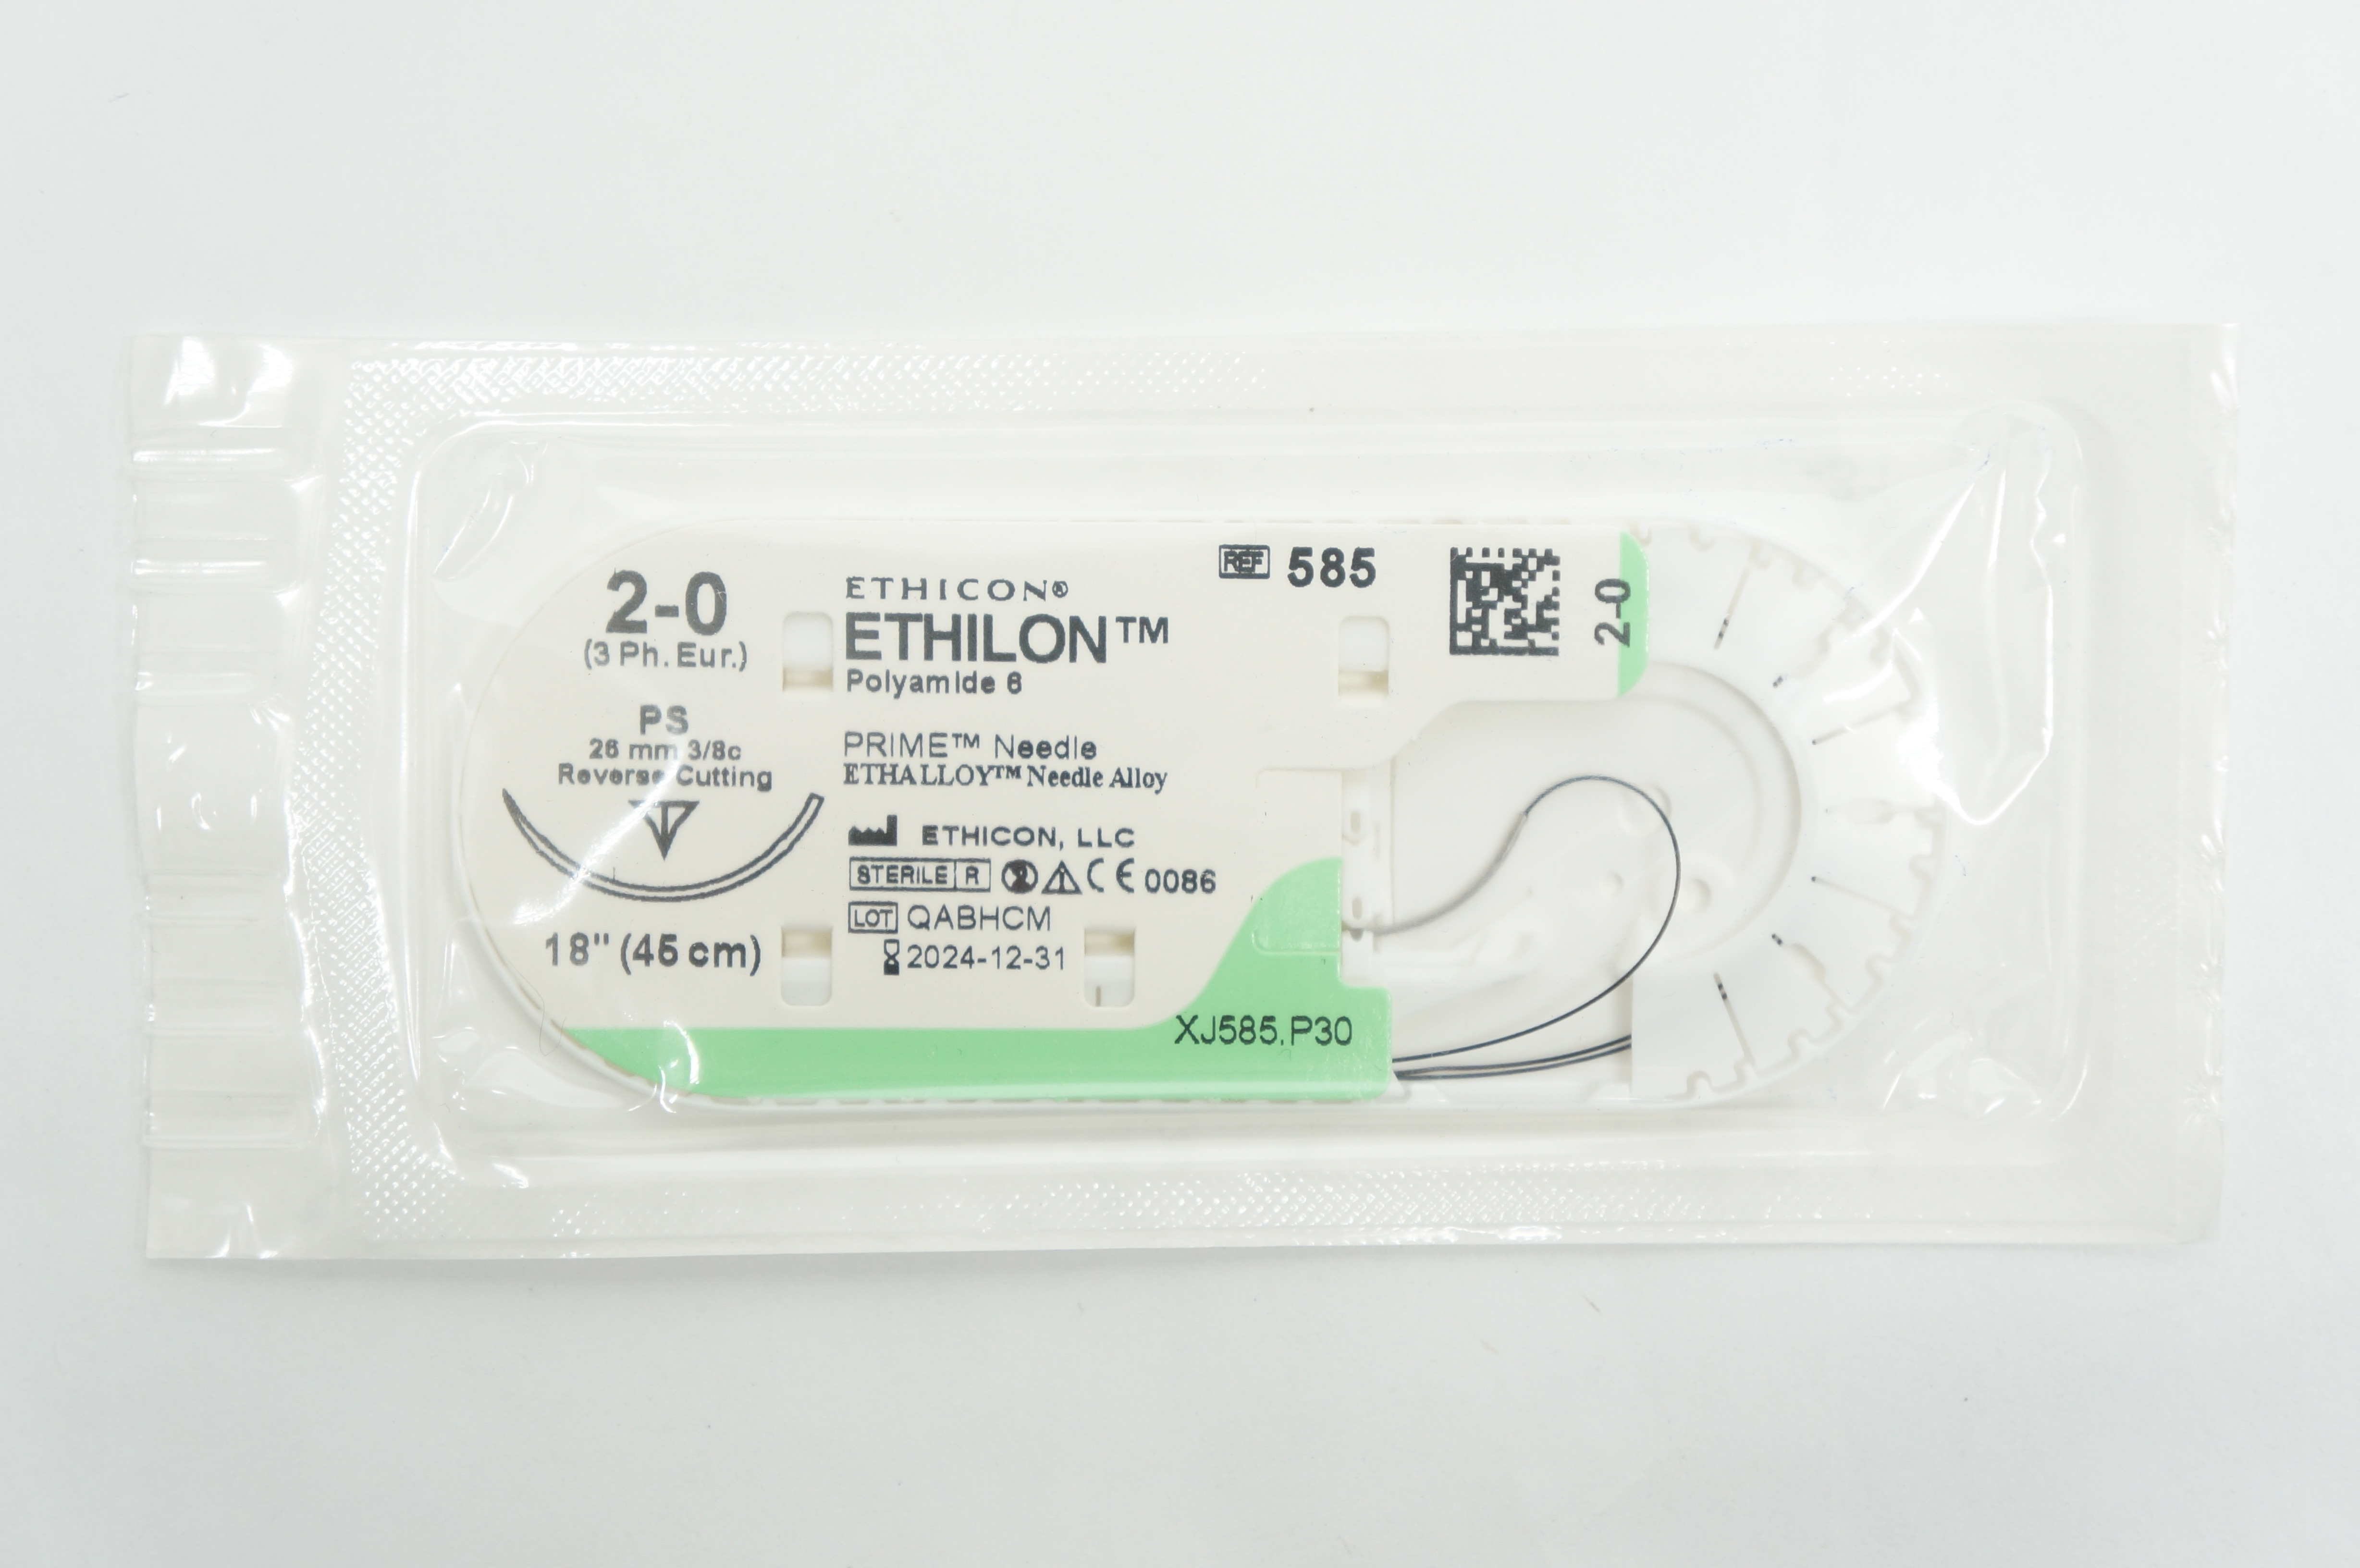 2-0
(3 Ph. Eur.)
PS
26 mm 3/8c
Reverse Cutting
18" (45 cm)
ETHICON®
ETHILON™
Polyamide 6
PRIME™ Needle
ETHALLOY™ Needle Alloy
ETHICON, LLC
STERILE R 2 CE 0086
LOT QABHCM
2024-12-31
REF 585
2-0
XJ585.P30